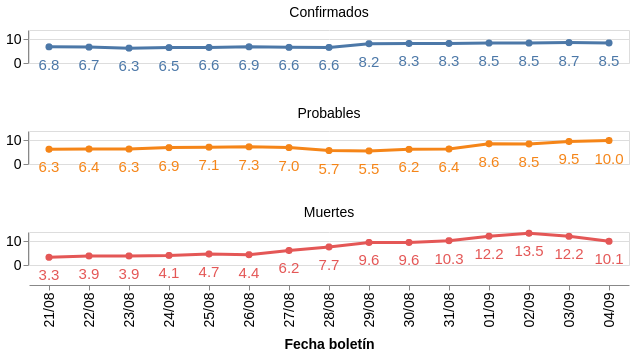 Confirmados
10
0
6.8 6.7 6.3 6.5 6.6 6.9 6.6 6.6 8.2 8.3 8.3 8.5 8.5 8.7 8.5
Probables
10
0
6.3 6.4 6.3 6.9 7.1 7.3 7.0 5.7 5.5 6.2 6.4 8.6 8.5 9.5 10.0
Muertes
10
0
3.3 3.9 3.9 4.1 4.7 4.4 6.2 7.7 9.6 9.6 10.3 12.2 13.5 12.2 10.1
21/08 22/08 23/08 24/08 25/08 26/08 27/08 28/08 29/08 30/08 31/08 01/09 02/09 03/09 04/09
Fecha boletín